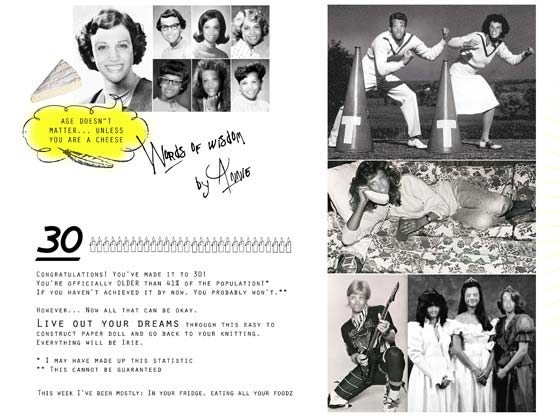 AGE DOESN"T
MATTER... UNLESS
YOU ARE A CHEESE
Words of wisdom
by Annie
30
Congratulations! You've made it to 30!
You're officially OLDER than 41% of the population!*
If you haven't achieved it by now, you probably won't.**
However... Now all that can be okay.
Live out your dreams through this easy to
construct paper doll and go back to your knitting.
Everything will be Irie.
* I may have made up this statistic
** This cannot be guaranteed
This week I've been mostly: In your fridge, eating all your foodz
T
T